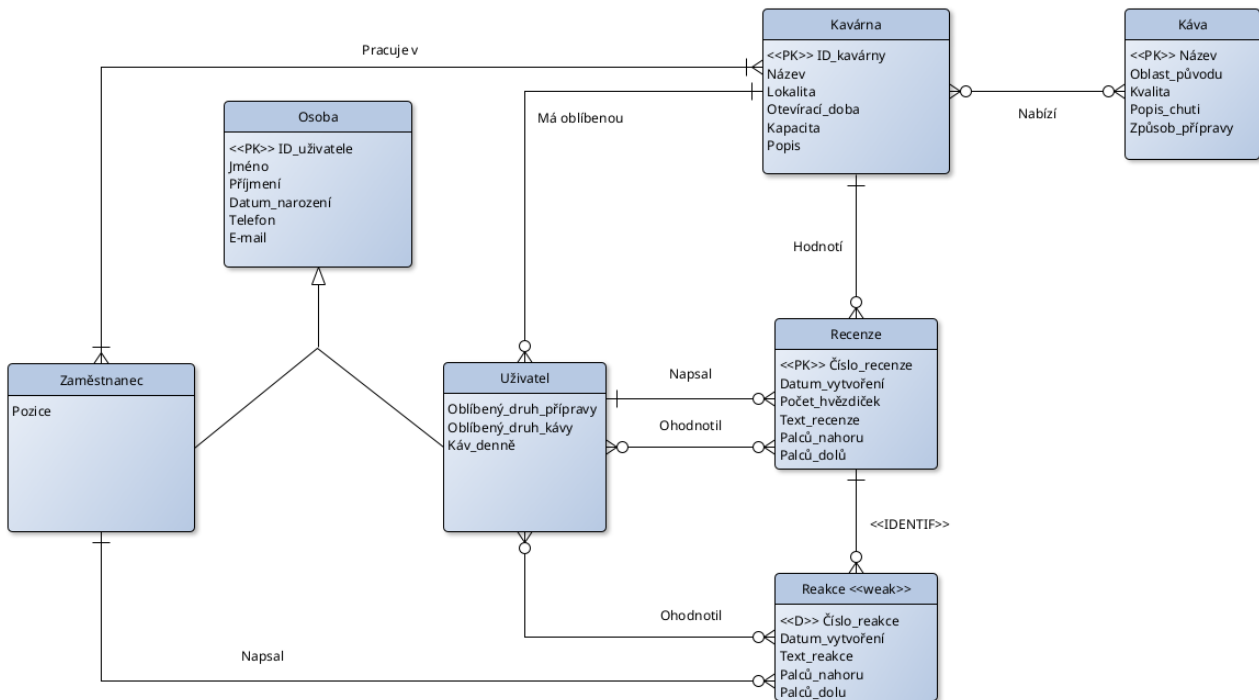 Pracuje v
Kavárna
<<PK>> ID_kavárny
Název
Lokalita
Otevírací_doba
Kapacita
Popis
Káva
<<PK>> Název
Oblast_původu
Kvalita
Popis_chuti
Způsob_přípravy
Nabízí
Má oblíbenou
Osoba
<<PK>> ID_uživatele
Jméno
Příjmení
Datum_narození
Telefon
E-mail
Hodnotí
Zaměstnanec
Pozice
Uživatel
Oblíbený_druh_přípravy
Oblíbený_druh_kávy
Káv_denně
Napsal
Ohodnotil
Recenze
<<PK>> Číslo_recenze
Datum_vytvoření
Počet_hvězdiček
Text_recenze
Palců_nahoru
Palců_dolů
<<IDENTIF>>
Reakce <<weak>>
<<D>> Číslo_reakce
Datum_vytvoření
Text_reakce
Palců_nahoru
Palců_dolu
Ohodnotil
Napsal